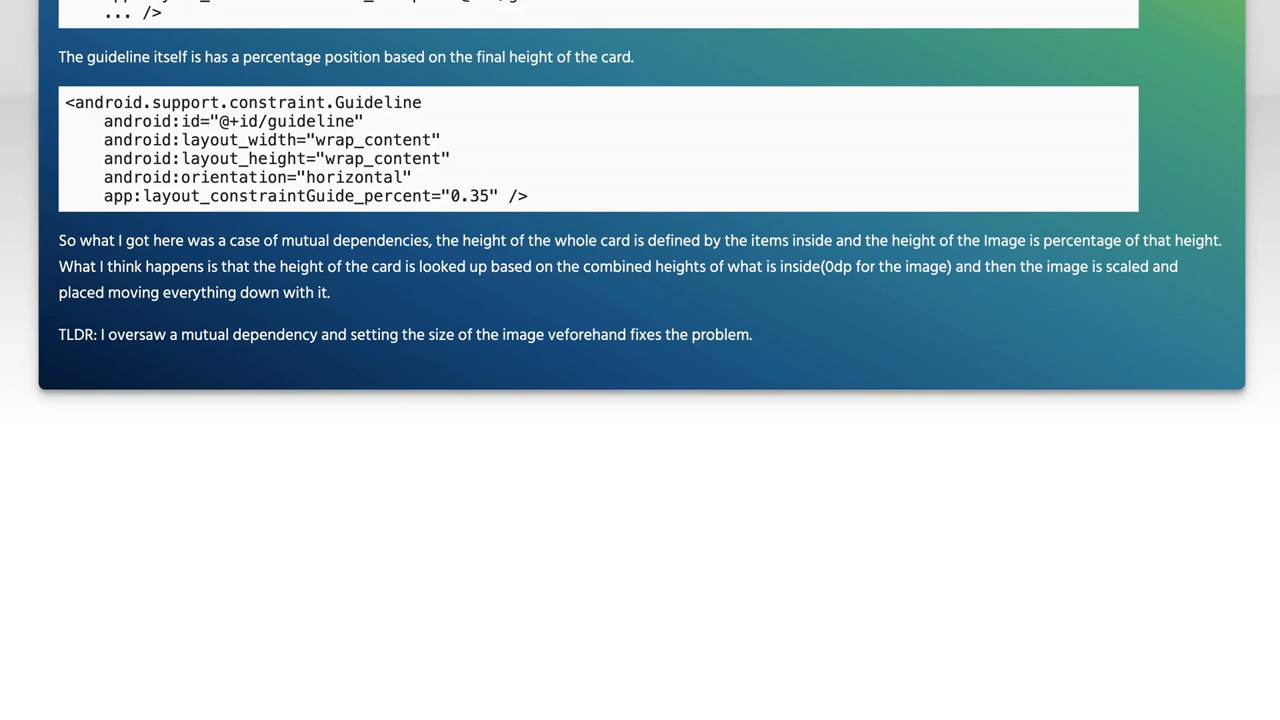 ... />
The guideline itself is has a percentage position based on the final height of the card.
<android.support.constraint.Guideline
    android:id="@+id/guideline"
    android:layout_width="wrap_content"
    android:layout_height="wrap_content"
    android:orientation="horizontal"
    app:layout_constraintGuide_percent="0.35" />
So what I got here was a case of mutual dependencies, the height of the whole card is defined by the items inside and the height of the Image is percentage of that height.
What I think happens is that the height of the card is looked up based on the combined heights of what is inside(0dp for the image) and then the image is scaled and
placed moving everything down with it.
TLDR: I oversaw a mutual dependency and setting the size of the image veforehand fixes the problem.